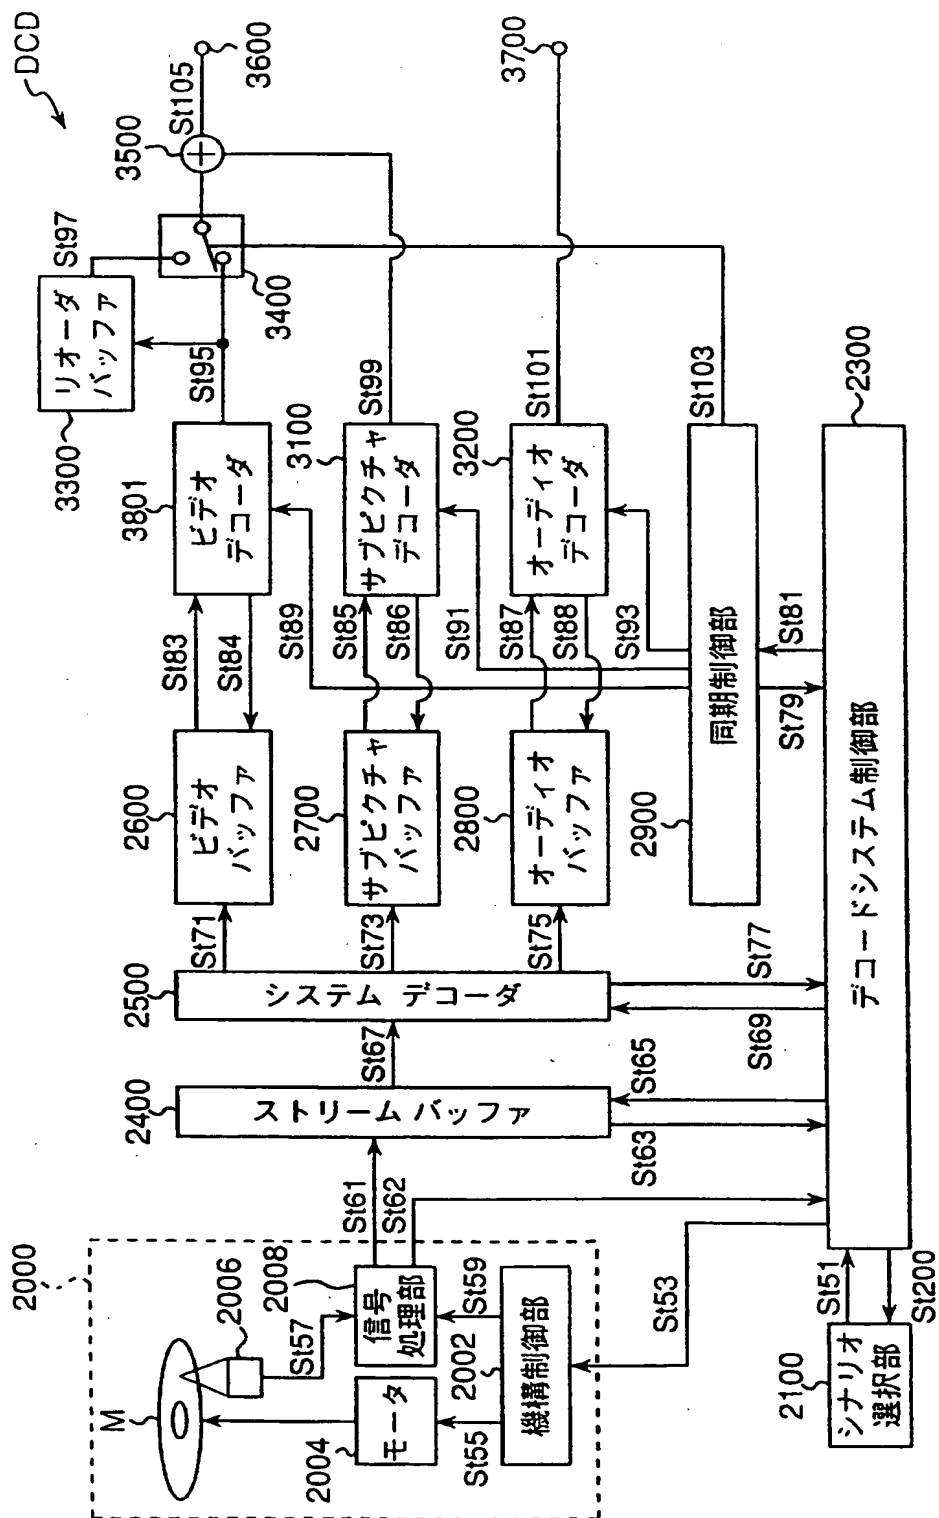 DCD
2000
M
2006
2008
St57
信号
処理部
2004
モータ
St55
2002
St59
機構制御部
St61
St62
St53
2400
ストリーム バッファ
St63
St65
St67
2500
システム デコーダ
St69
St77
St71
St73
St75
2600
ビデオ
バッファ
2700
サブピクチャ
バッファ
2800
オーディオ
バッファ
St83
St84
St89
St85
St86
St91
St87
St88
St93
3801
ビデオ
デコーダ
3100
サブピクチャ
デコーダ
3200
オーディオ
デコーダ
3300
リオーダ
バッファ
St95
St97
St99
St101
St103
3400
3500
St105
3600
3700
2900
同期制御部
St79
St81
2300
デコードシステム制御部
2100
シナリオ
選択部
St51
St200